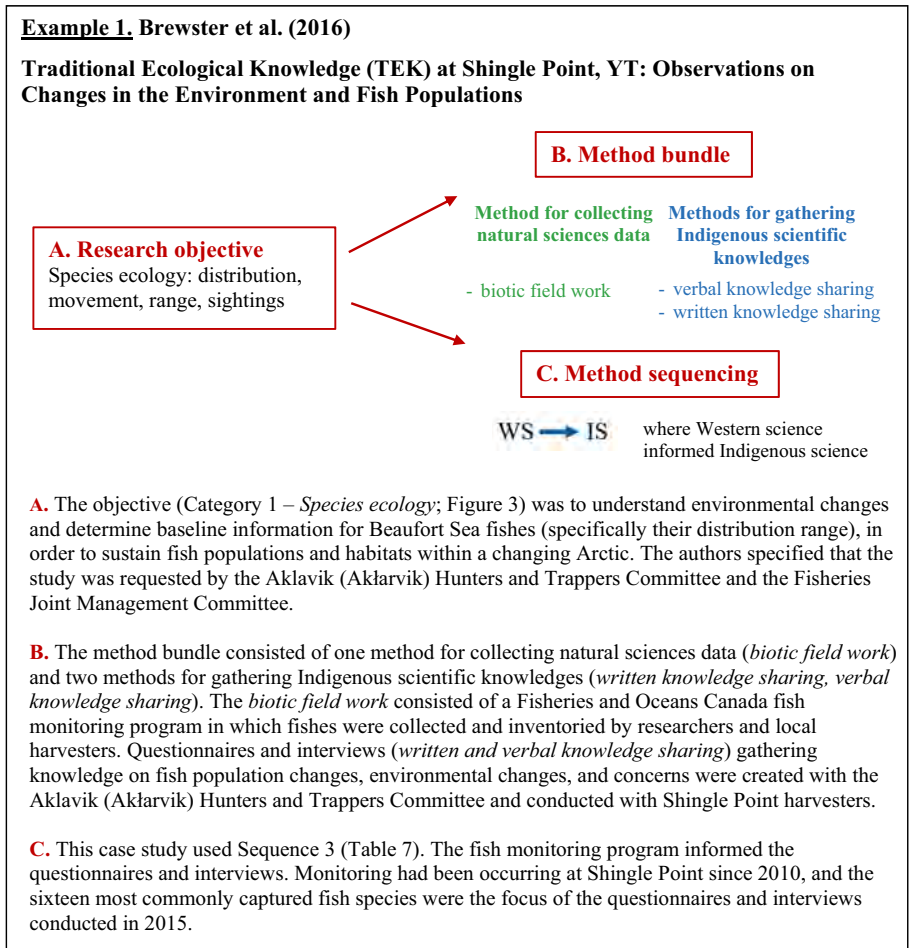 Example 1. Brewster et al. (2016)
Traditional Ecological Knowledge (TEK) at Shingle Point, YT: Observations on
Changes in the Environment and Fish Populations
B. Method bundle
Method for collecting
natural sciences data
Methods for gathering
Indigenous scientific
knowledges
- biotic field work
- verbal knowledge sharing
- written knowledge sharing
A. Research objective
Species ecology: distribution,
movement, range, sightings
C. Method sequencing
WS → IS
where Western science
informed Indigenous science
A. The objective (Category 1 – Species ecology; Figure 3) was to understand environmental changes
and determine baseline information for Beaufort Sea fishes (specifically their distribution range), in
order to sustain fish populations and habitats within a changing Arctic. The authors specified that the
study was requested by the Aklavik (Akłarvik) Hunters and Trappers Committee and the Fisheries
Joint Management Committee.
B. The method bundle consisted of one method for collecting natural sciences data (biotic field work)
and two methods for gathering Indigenous scientific knowledges (written knowledge sharing, verbal
knowledge sharing). The biotic field work consisted of a Fisheries and Oceans Canada fish
monitoring program in which fishes were collected and inventoried by researchers and local
harvesters. Questionnaires and interviews (written and verbal knowledge sharing) gathering
knowledge on fish population changes, environmental changes, and concerns were created with the
Aklavik (Akłarvik) Hunters and Trappers Committee and conducted with Shingle Point harvesters.
C. This case study used Sequence 3 (Table 7). The fish monitoring program informed the
questionnaires and interviews. Monitoring had been occurring at Shingle Point since 2010, and the
sixteen most commonly captured fish species were the focus of the questionnaires and interviews
conducted in 2015.